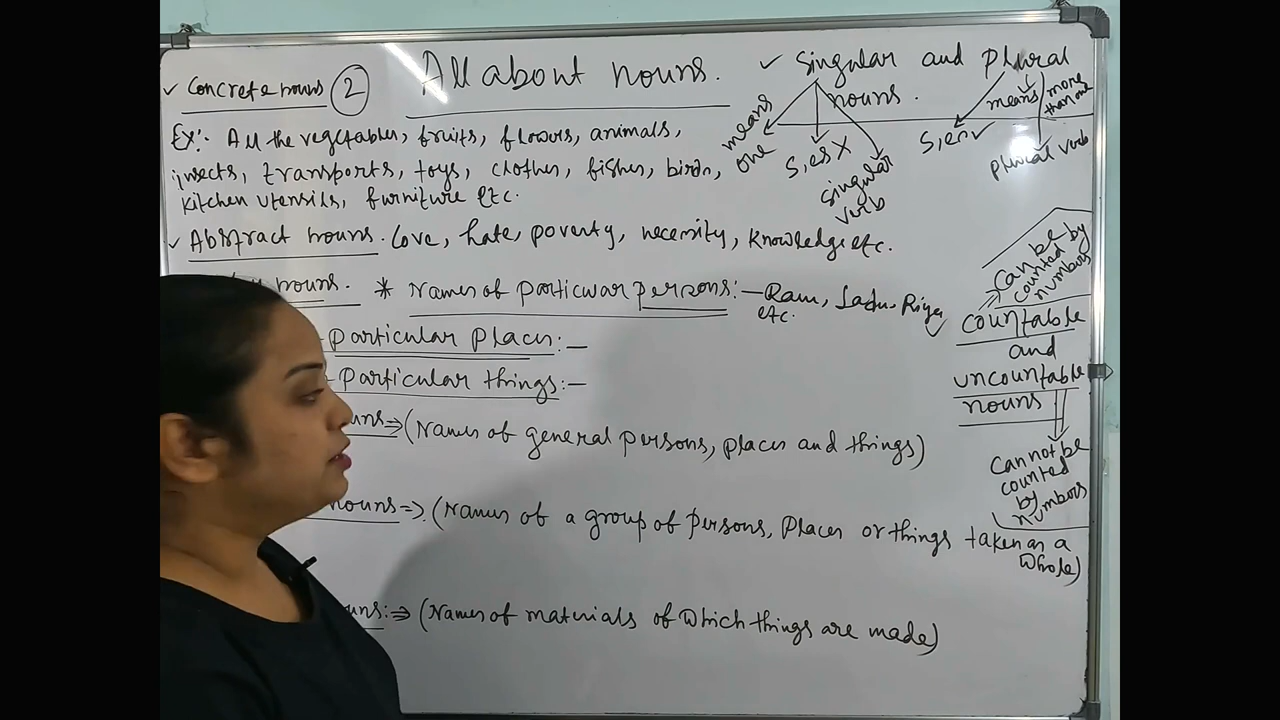 All about nouns.
✓ Concrete nouns 2
Ex:- All the vegetables, fruits, flowers, animals,
insects, transports, toys, clothes, fishes, birds,
kitchen utensils, furniture etc.
✓ Abstract nouns. Love, hate, poverty, necessity, knowledge etc.
nouns. * Names of particular persons:- Ram, Riya
etc.
Particular places:-
Particular things:-
⇒ (Names of general persons, places and things)
nouns ⇒ (Names of a group of persons, places or things taken as a
whole)
⇒ (Names of materials of which things are made)
✓ Singular and plural
nouns.
means
one
s, es X
singular
verb
s, es ✓
means
more
than one
plural verb
can be
counted by
numbers
countable
and
uncountable
nouns
cannot be
counted
by
numbers